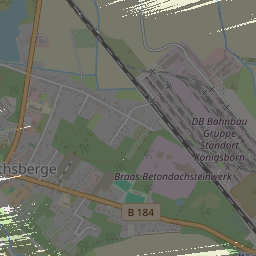 DB Bahnbau
Gruppe
Standort
Königsborn
chsberge
Braas Betondachsteinwerk
B 184